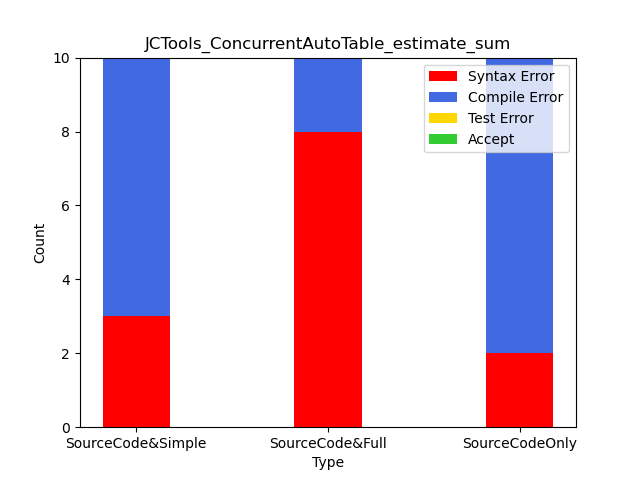 JCTools_ConcurrentAutoTable_estimate_sum
10
8
6
4
2
0
Count
Syntax Error
Compile Error
Test Error
Accept
SourceCode&Simple
SourceCode&Full
SourceCodeOnly
Type